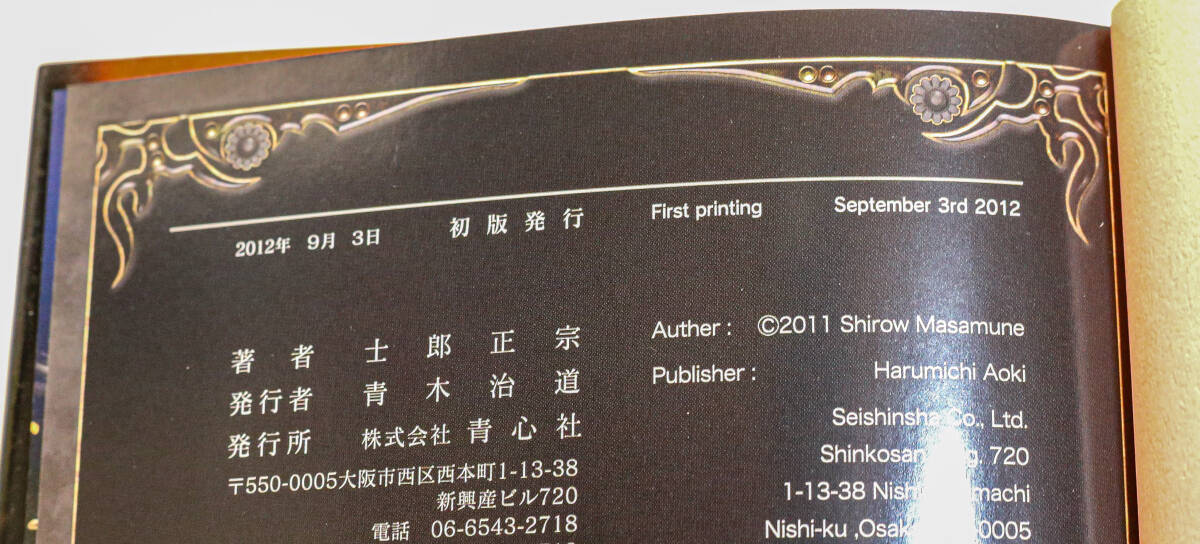 2012年 9月 3日 初版発行 First printing September 3rd 2012
著者 士郎正宗
発行者 青木治道
発行所 株式会社 青心社
〒550-0005大阪市西区西本町1-13-38
新興産ビル720
電話 06-6543-2718
Auther : ©2011 Shirow Masamune
Publisher : Harumichi Aoki
Seishinsha Co., Ltd.
720
1-13-38
Nishi-ku ,Osaka